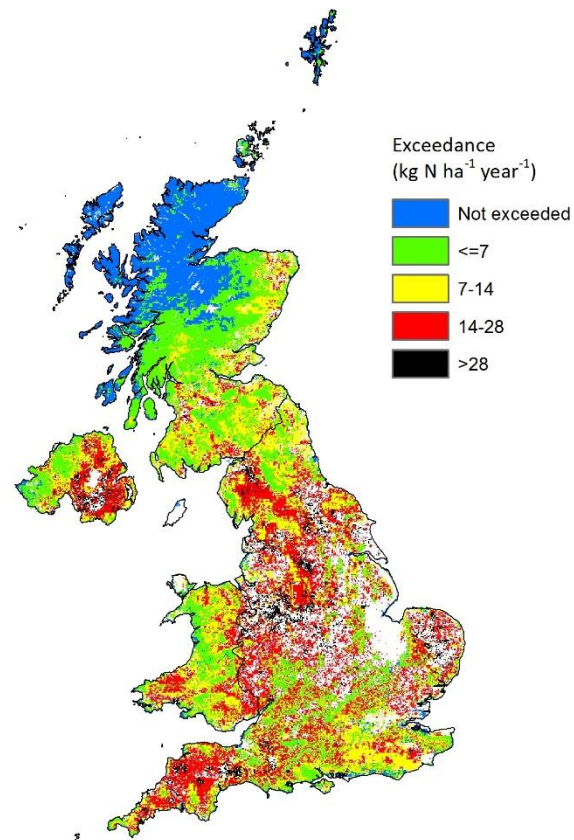 Exceedance
(kg N ha⁻¹ year⁻¹)
Not exceeded
<=7
7-14
14-28
>28